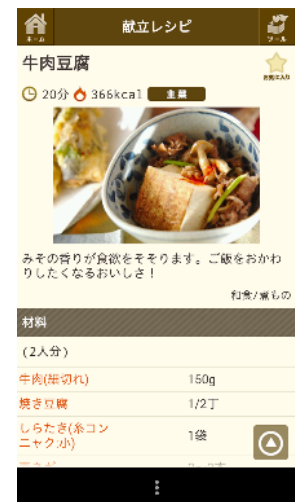 献立レシピ
ホーム
ツール
牛肉豆腐
お気に入り
20分 366kcal 主菜
みその香りが食欲をそそります。ご飯をおかわ
りしたくなるおいしさ！
和食/煮もの
材料
(2人分)
牛肉(細切れ) 150g
焼き豆腐 1/2丁
しらたき(糸コン
ニャク:小) 1袋